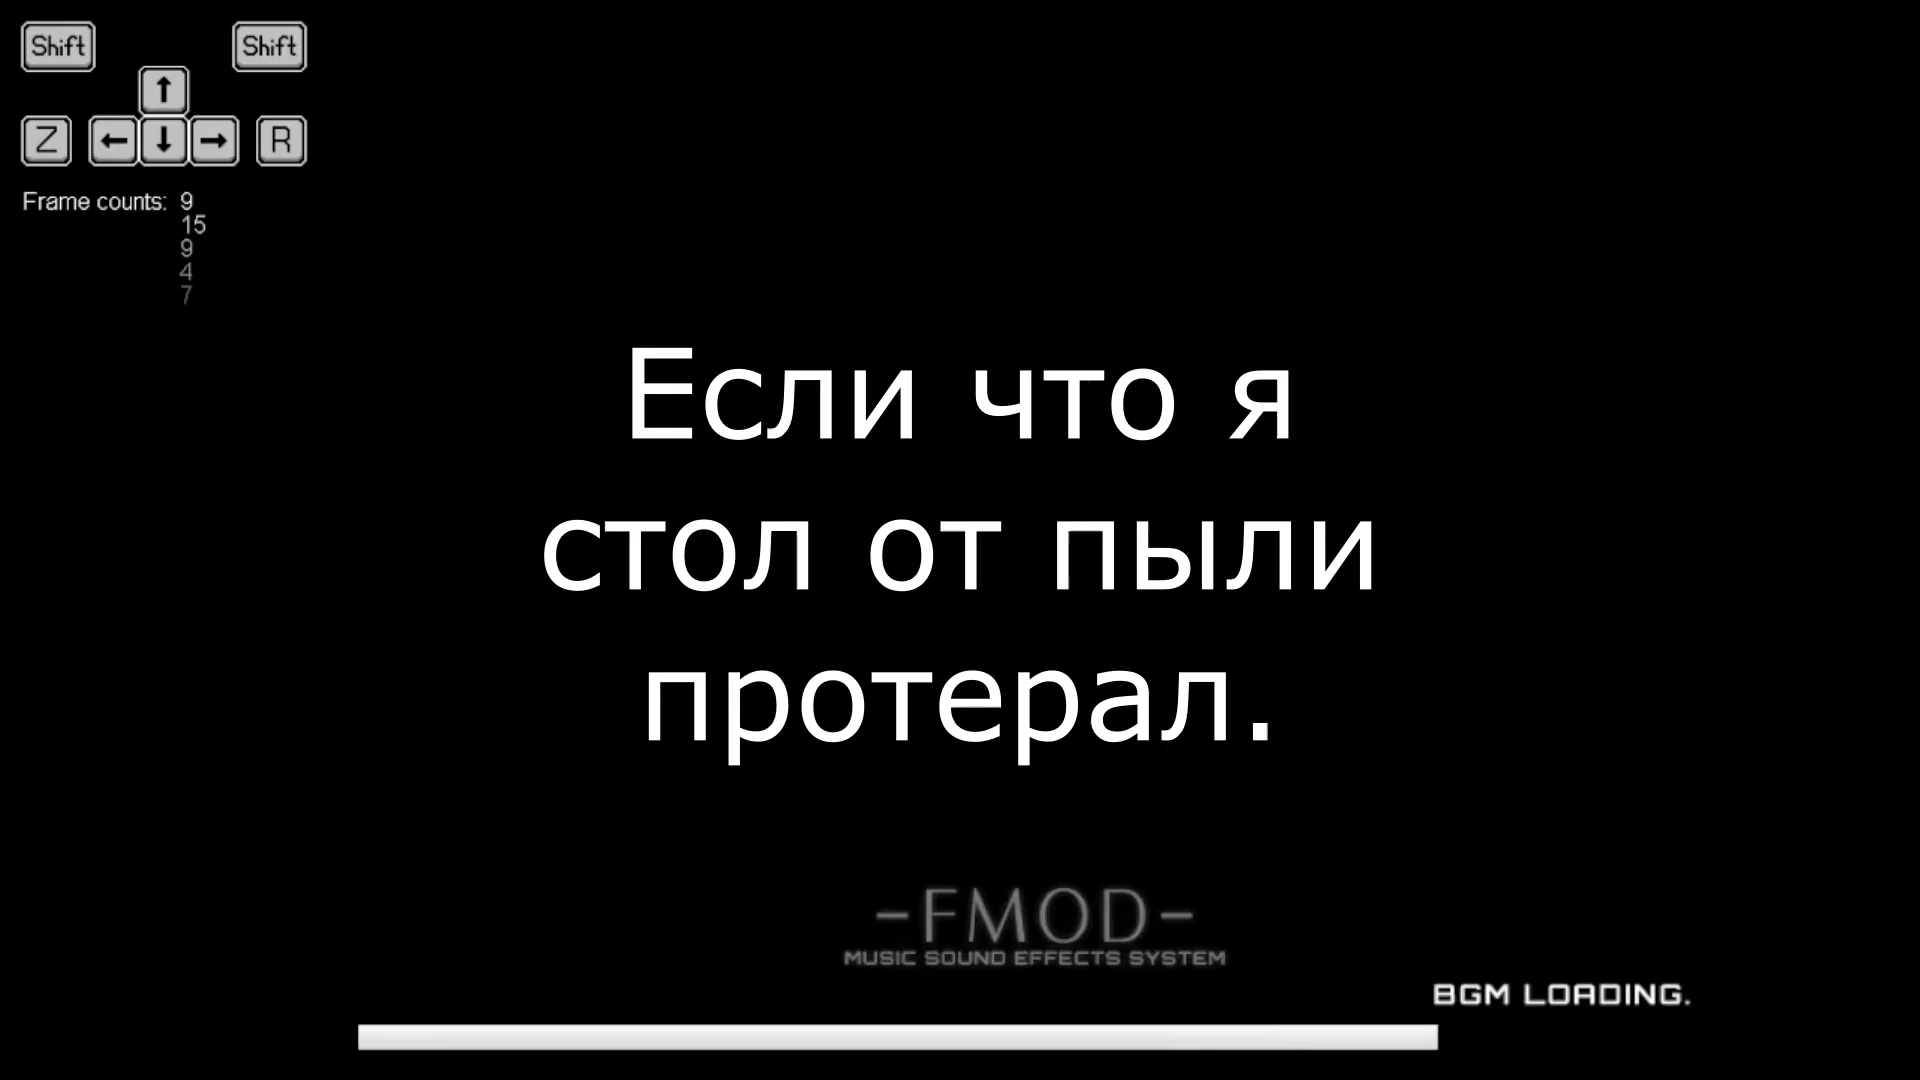 Shift Shift
↑
Z ← ↓ → R
Frame counts: 9
15
9
4
7
Если что я
стол от пыли
протерал.
-FMOD-
MUSIC SOUND EFFECTS SYSTEM
BGM LOADING.